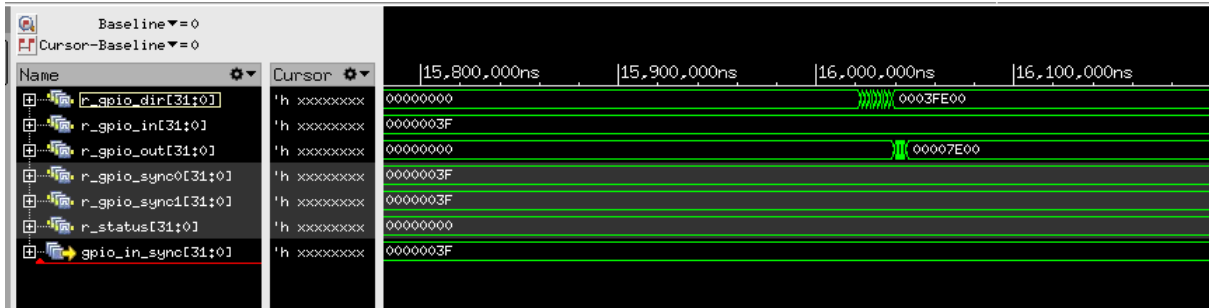 Baseline▼=0
Cursor-Baseline▼=0
Name Cursor |15,800,000ns |15,900,000ns |16,000,000ns |16,100,000ns
r_gpio_dir[31:0] 'h xxxxxxxx 00000000 0003FE00
r_gpio_in[31:0] 'h xxxxxxxx 0000003F
r_gpio_out[31:0] 'h xxxxxxxx 00000000 00007E00
r_gpio_sync0[31:0] 'h xxxxxxxx 0000003F
r_gpio_sync1[31:0] 'h xxxxxxxx 0000003F
r_status[31:0] 'h xxxxxxxx 00000000
gpio_in_sync[31:0] 'h xxxxxxxx 0000003F